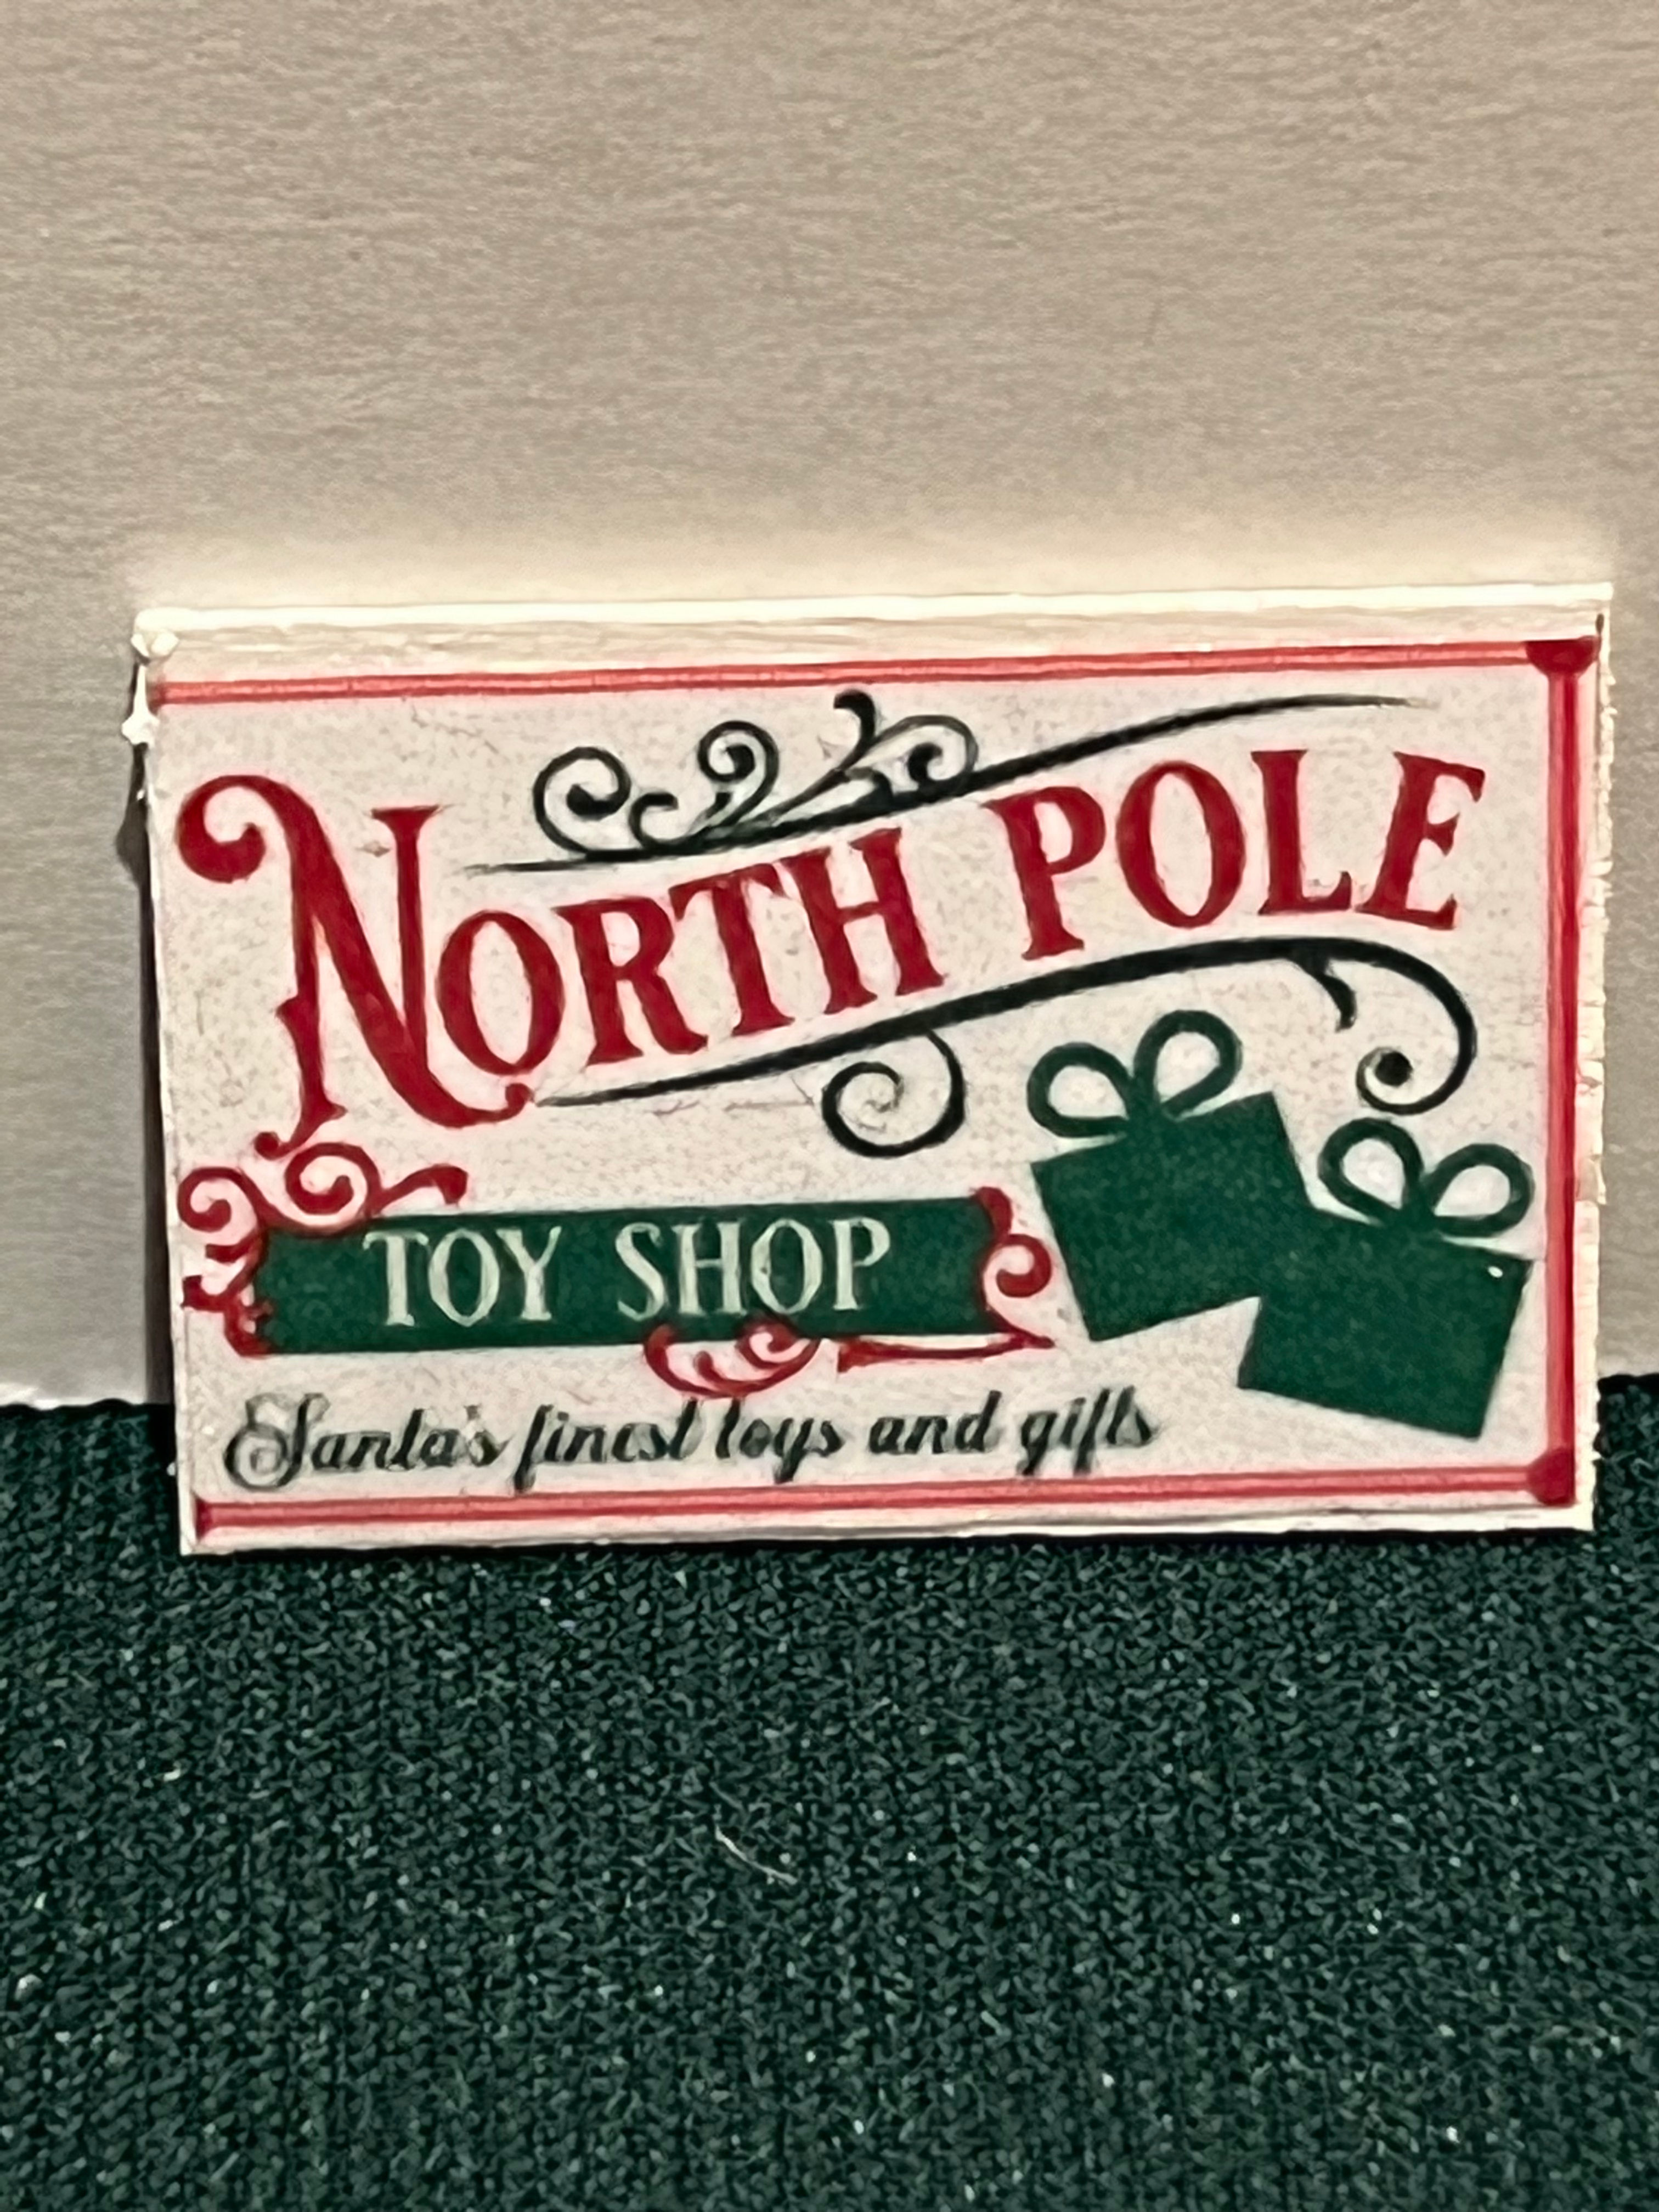 NORTH POLE
TOY SHOP
Santa's finest toys and gifts